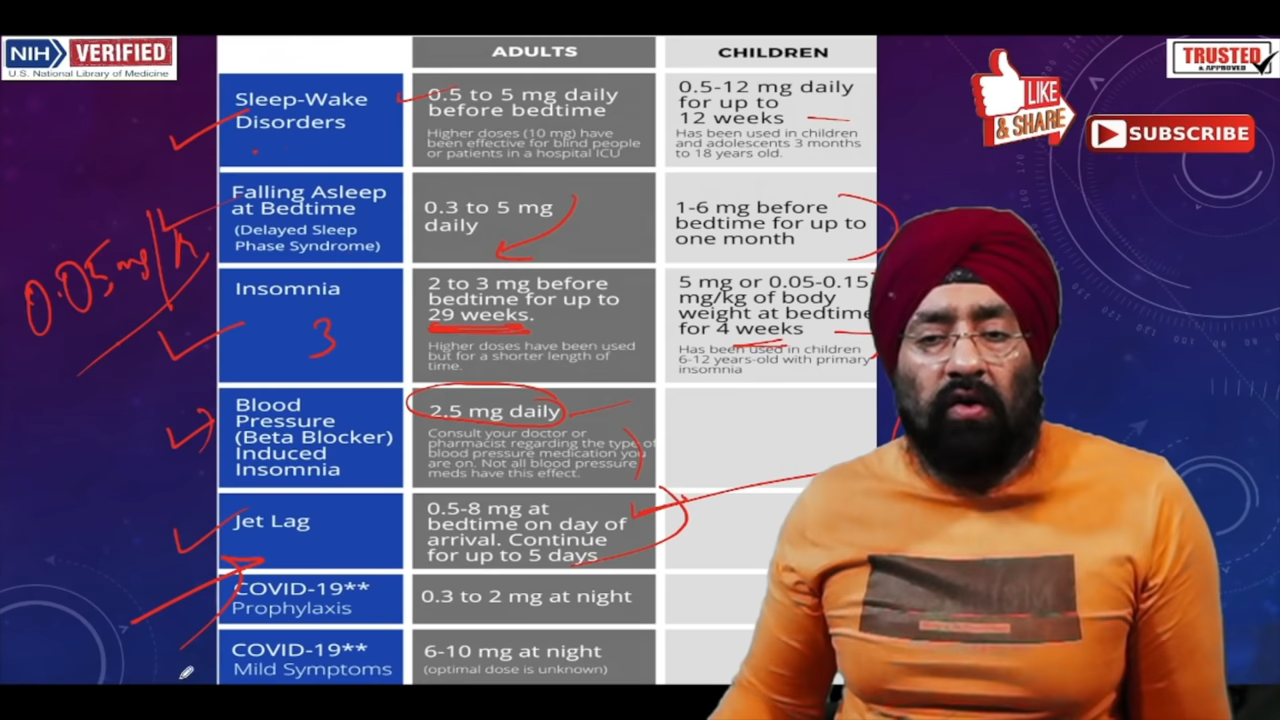 NIH VERIFIED
U.S. National Library of Medicine
TRUSTED
& APPROVED
LIKE
& SHARE
SUBSCRIBE
ADULTS
CHILDREN
Sleep-Wake
Disorders
0.5 to 5 mg daily
before bedtime
Higher doses (10 mg) have
been effective for blind people
or patients in a hospital ICU
0.5-12 mg daily
for up to
12 weeks
Has been used in children
and adolescents 3 months
to 18 years old.
Falling Asleep
at Bedtime
(Delayed Sleep
Phase Syndrome)
0.3 to 5 mg
daily
1-6 mg before
bedtime for up to
one month
0.05 mg/k
Insomnia
3
2 to 3 mg before
bedtime for up to
29 weeks.
Higher doses have been used
but for a shorter length of
time.
5 mg or 0.05-0.15
mg/kg of body
weight at bedtime
for 4 weeks
Has been used in children
6-12 years-old with primary
insomnia
Blood
Pressure
(Beta Blocker)
Induced
Insomnia
2.5 mg daily
Consult your doctor or
pharmacist regarding the type of
blood pressure medication you
are on. Not all blood pressure
meds have this effect.
Jet Lag
0.5-8 mg at
bedtime on day of
arrival. Continue
for up to 5 days
COVID-19**
Prophylaxis
0.3 to 2 mg at night
COVID-19**
Mild Symptoms
6-10 mg at night
(optimal dose is unknown)